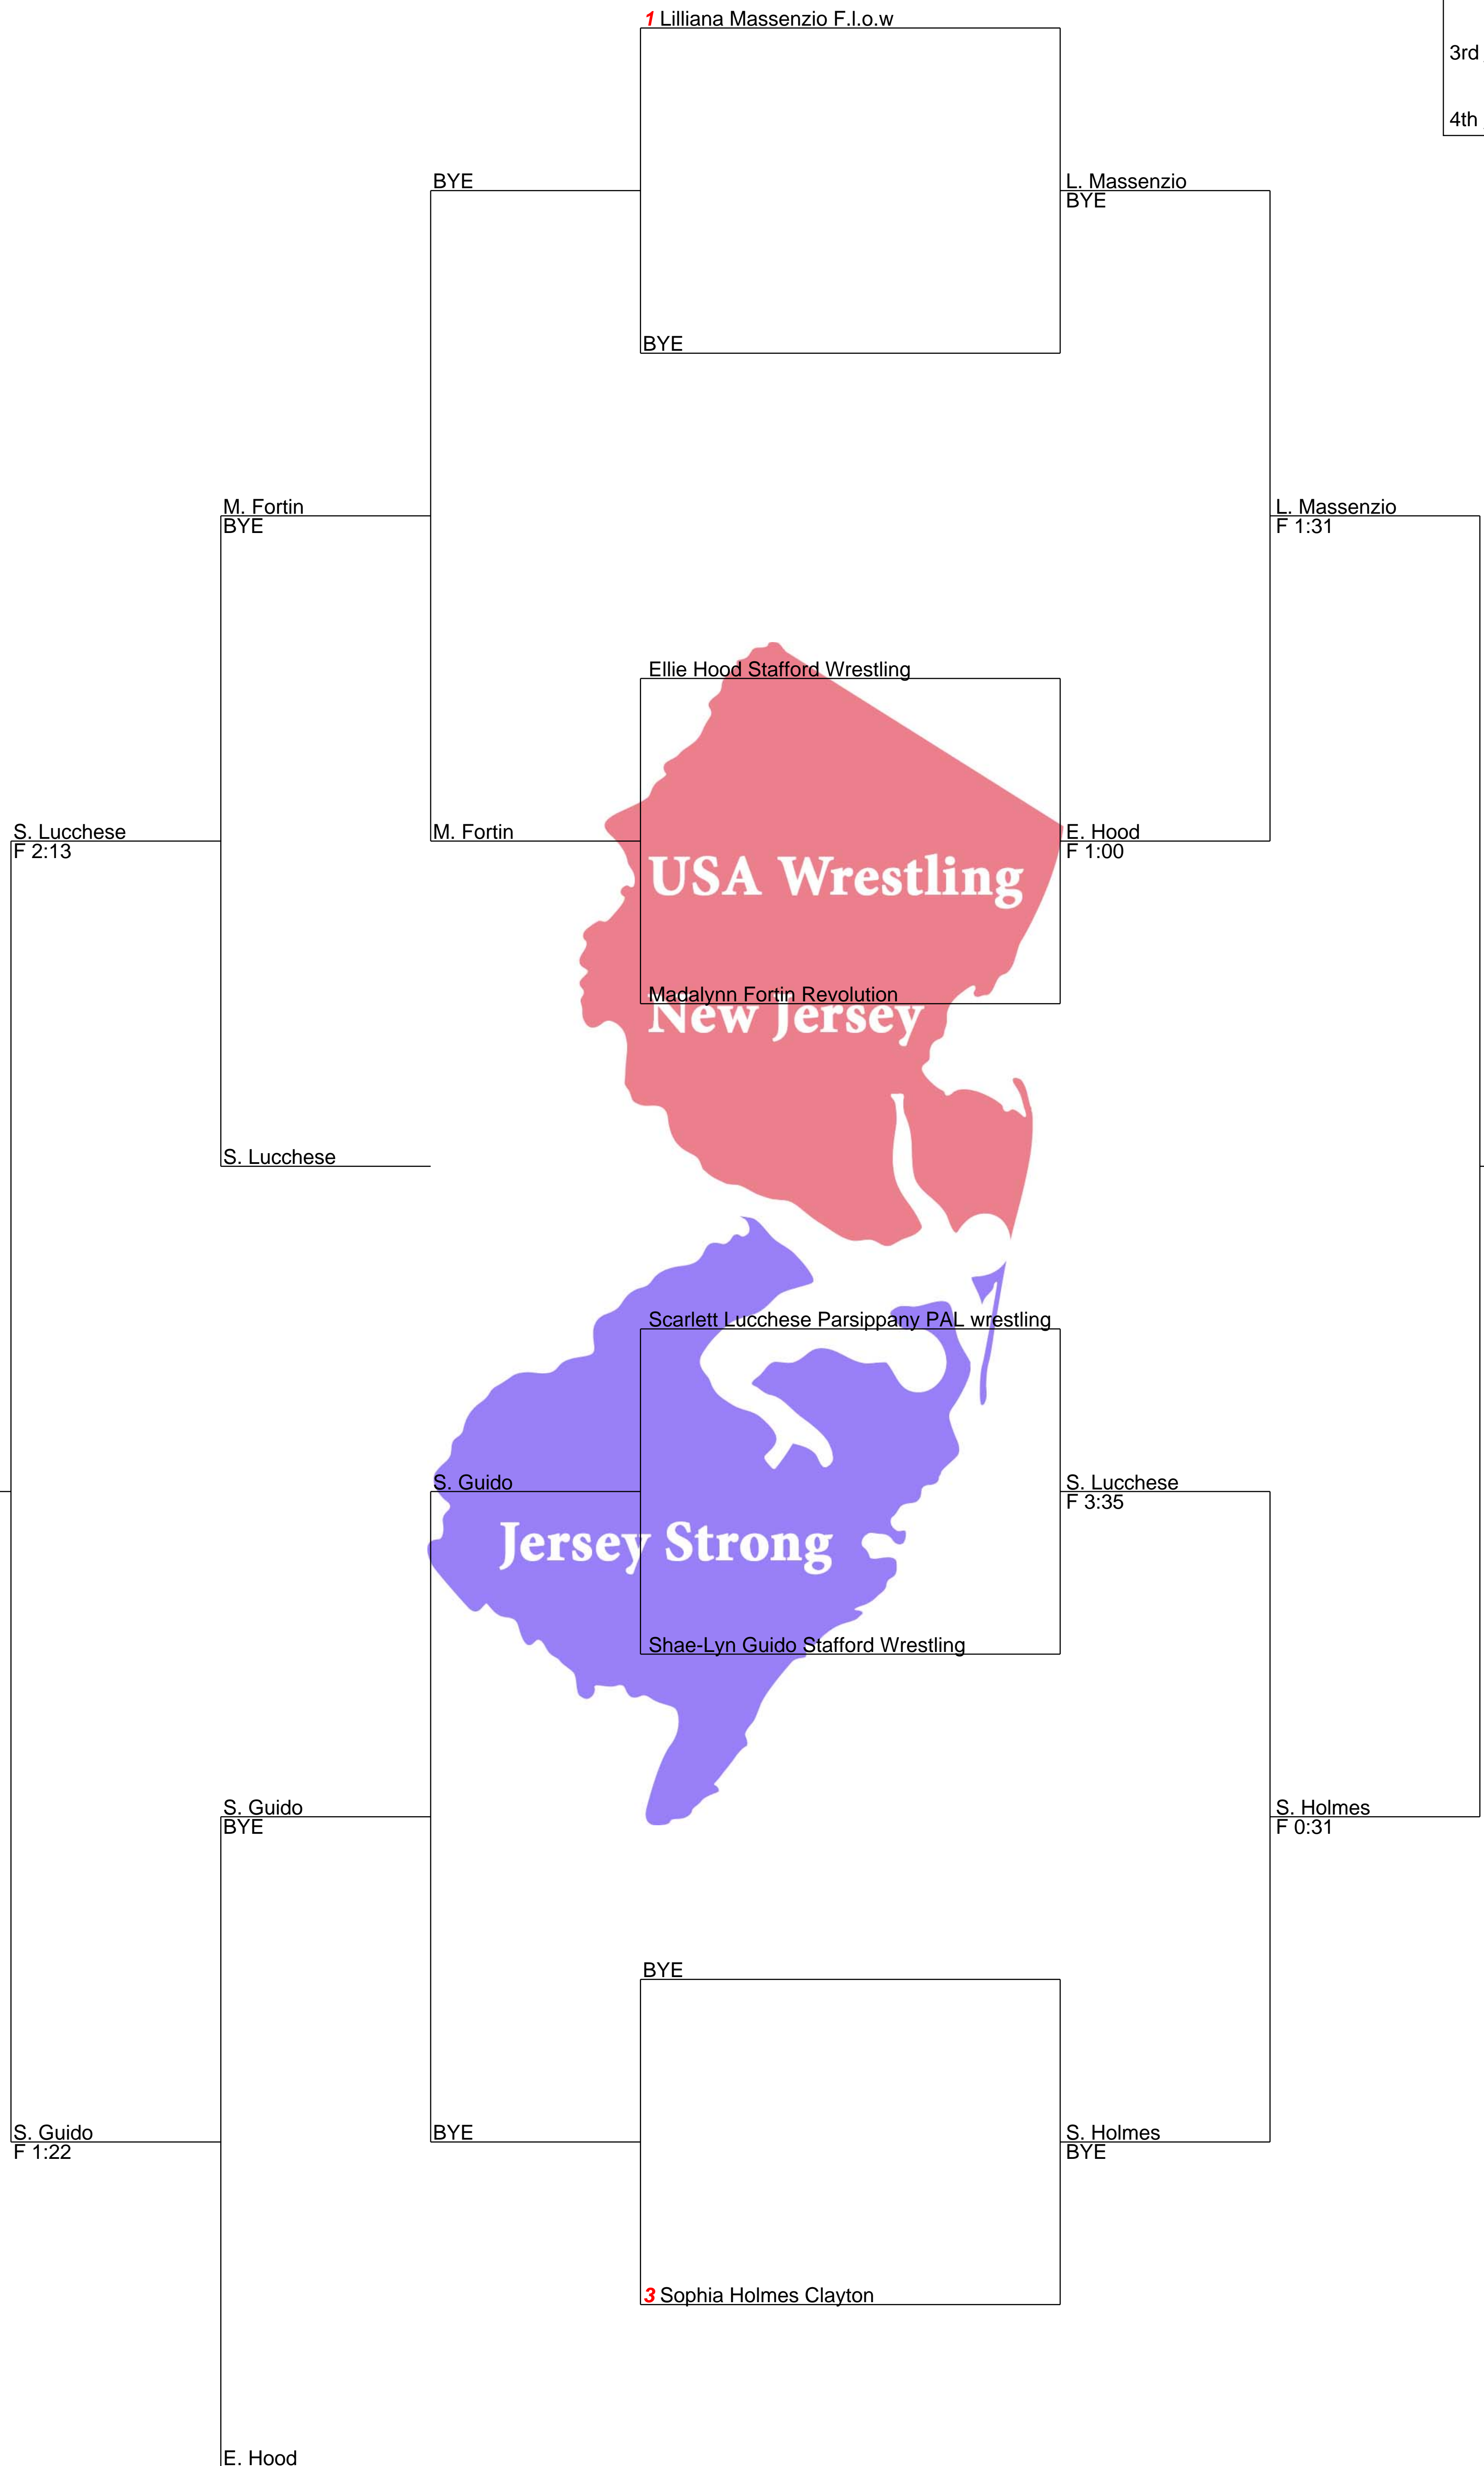 1 Lilliana Massenzio F.l.o.w
3rd
4th
BYE
L. Massenzio
BYE
BYE
M. Fortin
BYE
L. Massenzio
F 1:31
Ellie Hood Stafford Wrestling
S. Lucchese
F 2:13
M. Fortin
E. Hood
F 1:00
USA Wrestling
Madalynn Fortin Revolution
New Jersey
S. Lucchese
Scarlett Lucchese Parsippany PAL wrestling
S. Guido
S. Lucchese
F 3:35
Jersey Strong
Shae-Lyn Guido Stafford Wrestling
S. Guido
BYE
S. Holmes
F 0:31
BYE
S. Guido
F 1:22
BYE
S. Holmes
BYE
3 Sophia Holmes Clayton
E. Hood